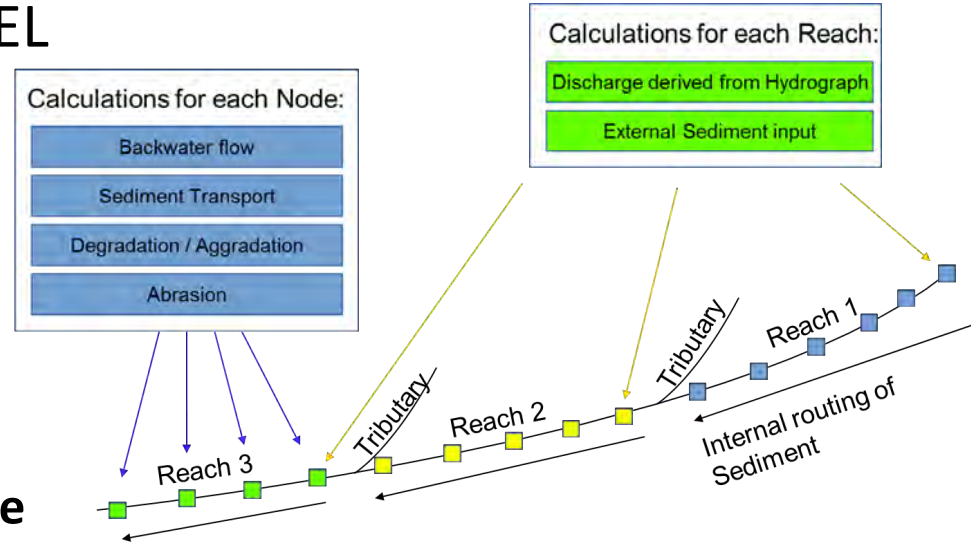 EL
Calculations for each Node:
Backwater flow
Sediment Transport
Degradation / Aggradation
Abrasion
Calculations for each Reach:
Discharge derived from Hydrograph
External Sediment input
Reach 1
Tributary
Reach 2
Tributary
Reach 3
Internal routing of
Sediment
e